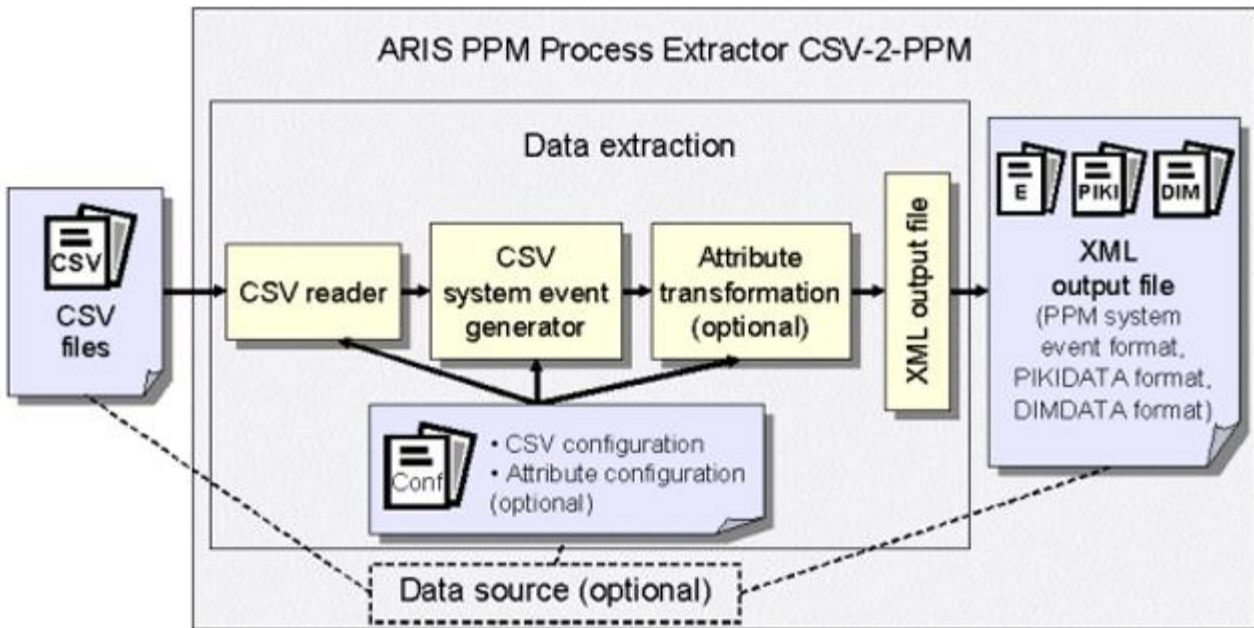 ARIS PPM Process Extractor CSV-2-PPM
Data extraction
CSV
CSV
files
CSV reader
CSV
system event
generator
Attribute
transformation
(optional)
XML output file
E
PIKI
DIM
XML
output file
(PPM system
event format,
PIKIDATA format,
DIMDATA format)
Conf
• CSV configuration
• Attribute configuration
(optional)
Data source (optional)